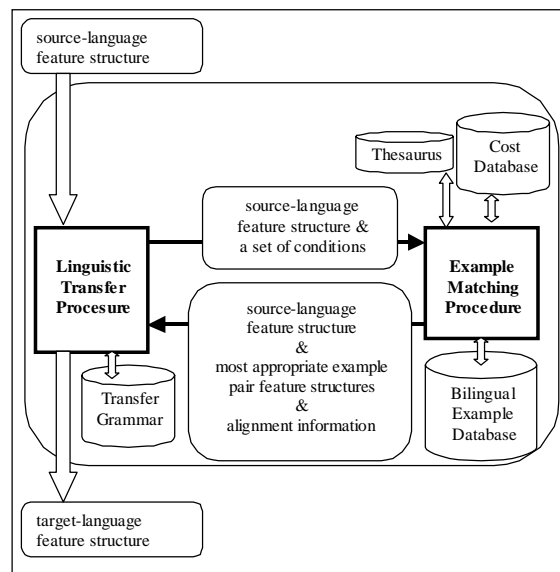 source-language
feature structure
Thesaurus
Cost
Database
source-language
feature structure &
a set of conditions
Linguistic
Transfer
Procesure
Example
Matching
Procedure
source-language
feature structure
&
most appropriate example
pair feature structures
&
alignment information
Transfer
Grammar
Bilingual
Example
Database
target-language
feature structure